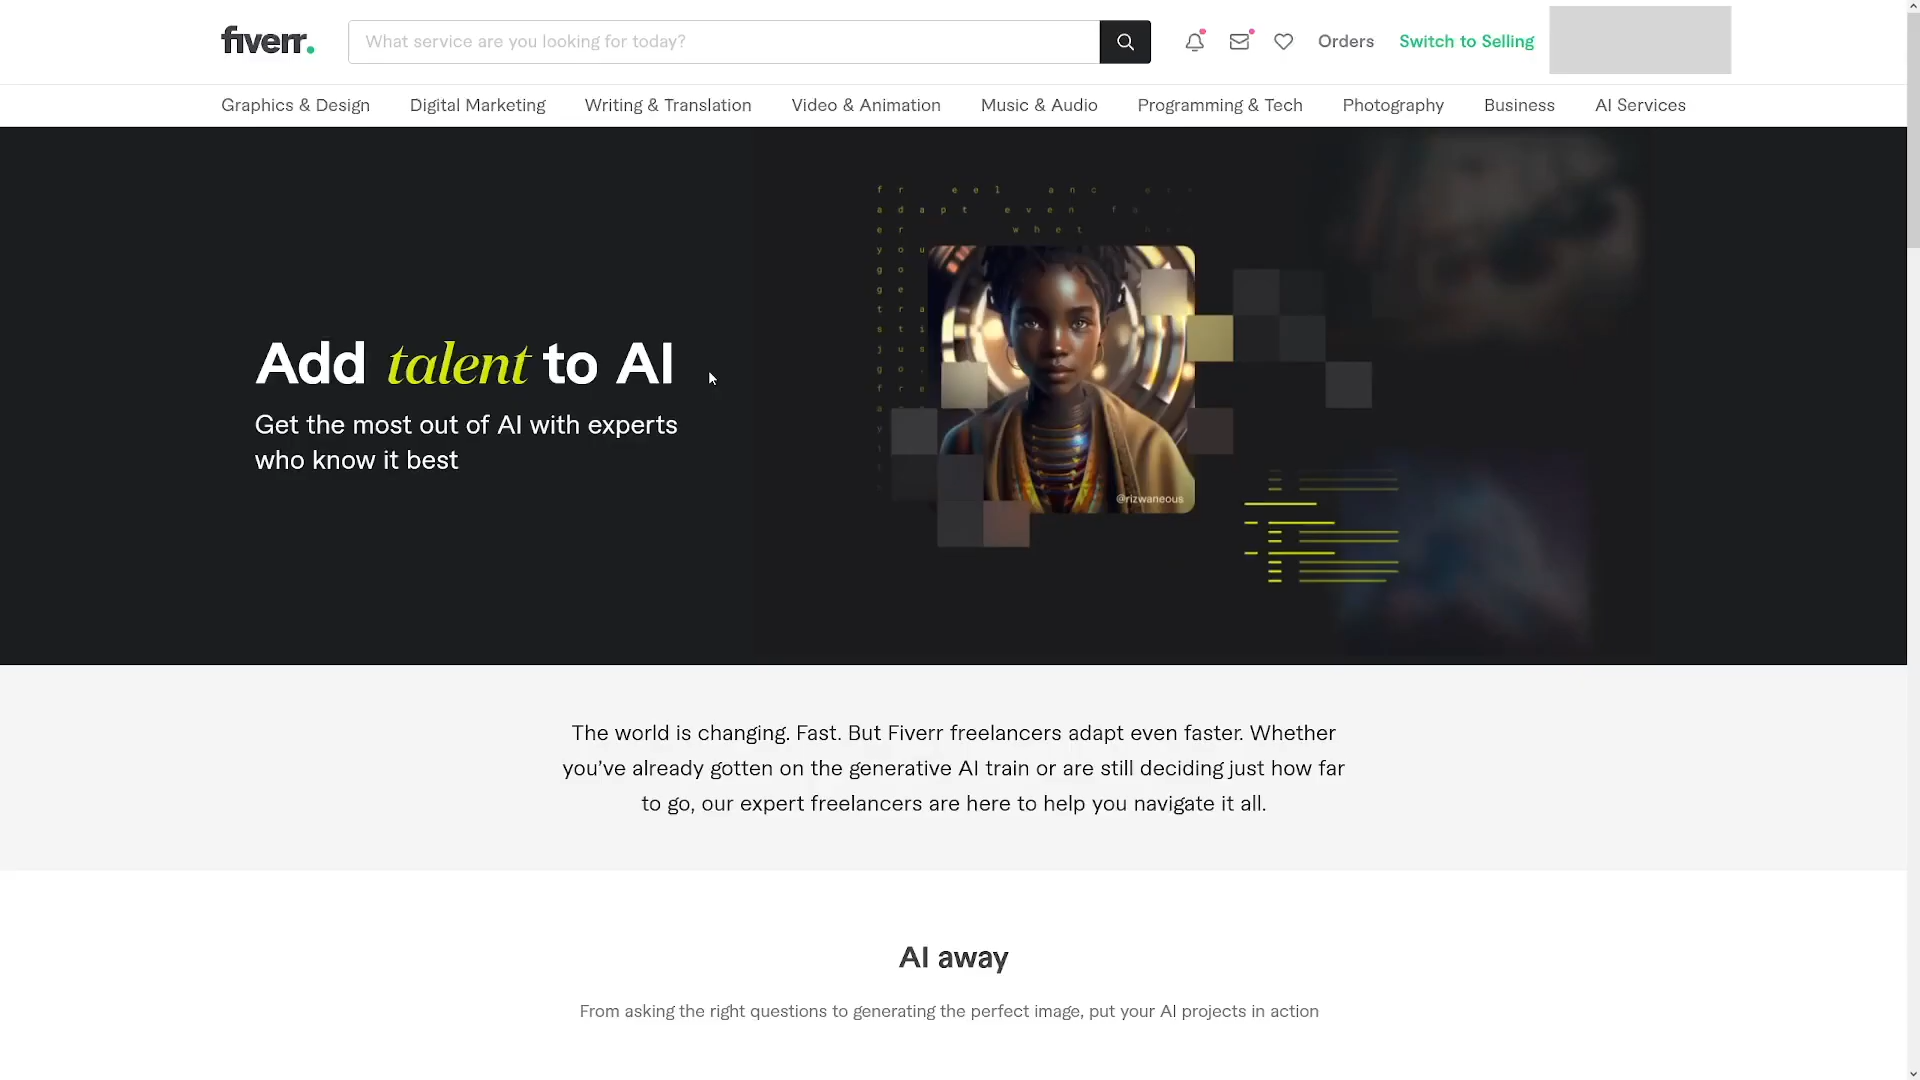 fiverr.
What service are you looking for today?
Orders
Switch to Selling
Graphics & Design
Digital Marketing
Writing & Translation
Video & Animation
Music & Audio
Programming & Tech
Photography
Business
AI Services
f r e e l a n c e
a d a p t e v e n f a
e r w h e t
y o u
g o
g e
t r a
s t i
j u s
g o .
f r e
Add talent to AI
Get the most out of AI with experts
who know it best
@rizwaneous
The world is changing. Fast. But Fiverr freelancers adapt even faster. Whether
you've already gotten on the generative AI train or are still deciding just how far
to go, our expert freelancers are here to help you navigate it all.
AI away
From asking the right questions to generating the perfect image, put your AI projects in action